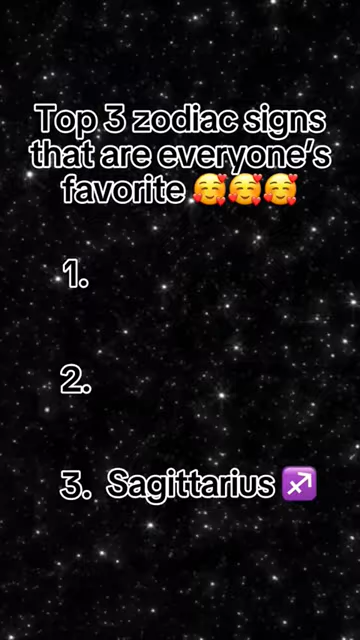 Top 3 zodiac signs
that are everyone's
favorite 🥰🥰🥰
1.
2.
3. Sagittarius ♐